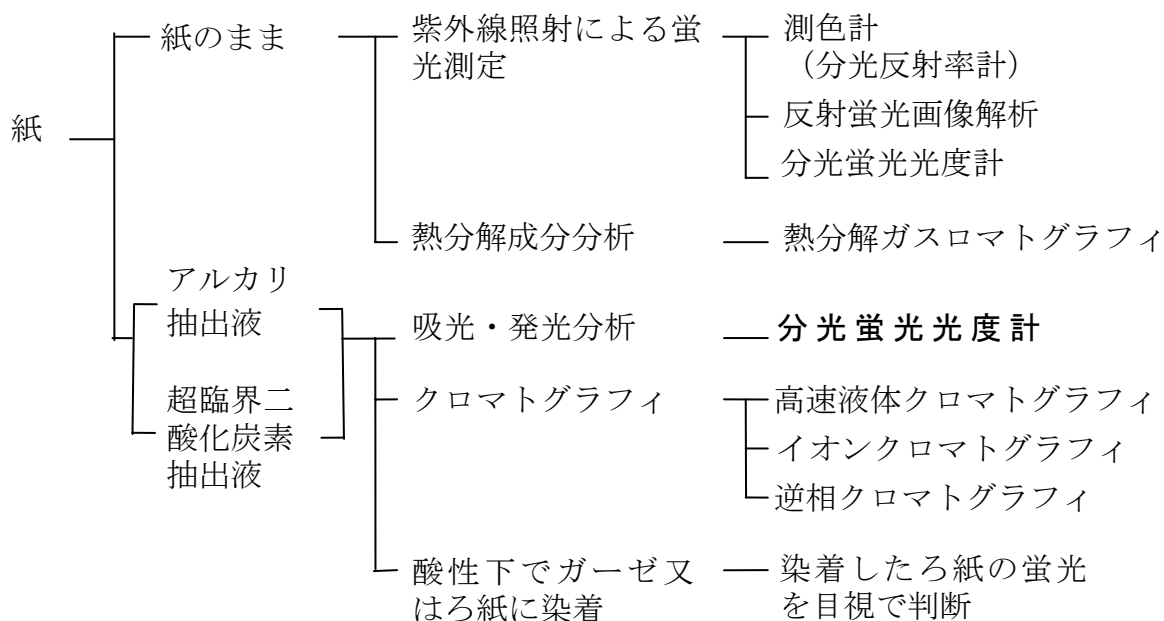 紙
紙のまま
紫外線照射による蛍
光測定
測色計
（分光反射率計）
反射蛍光画像解析
分光蛍光光度計
熱分解成分分析
熱分解ガスロマトグラフィ
アルカリ
抽出液
超臨界二
酸化炭素
抽出液
吸光・発光分析
分光蛍光光度計
クロマトグラフィ
高速液体クロマトグラフィ
イオンクロマトグラフィ
逆相クロマトグラフィ
酸性下でガーゼ又
はろ紙に染着
染着したろ紙の蛍光
を目視で判断